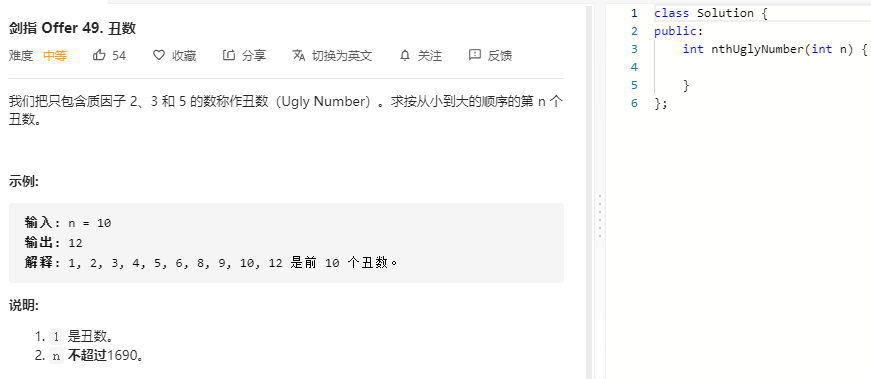 剑指 Offer 49. 丑数
难度 中等 54 收藏 分享 切换为英文 关注 反馈
我们把只包含质因子 2、3 和 5 的数称作丑数（Ugly Number）。求按从小到大的顺序的第 n 个
丑数。
示例:
输入: n = 10
输出: 12
解释: 1, 2, 3, 4, 5, 6, 8, 9, 10, 12 是前 10 个丑数。
说明:
1. 1 是丑数。
2. n 不超过1690。
1 class Solution {
2 public:
3 int nthUglyNumber(int n) {
4
5 }
6 };